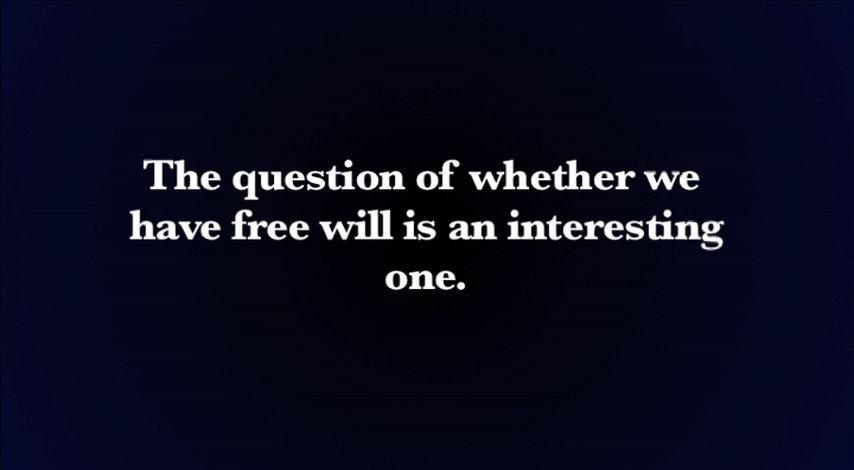 The question of whether we
have free will is an interesting
one.